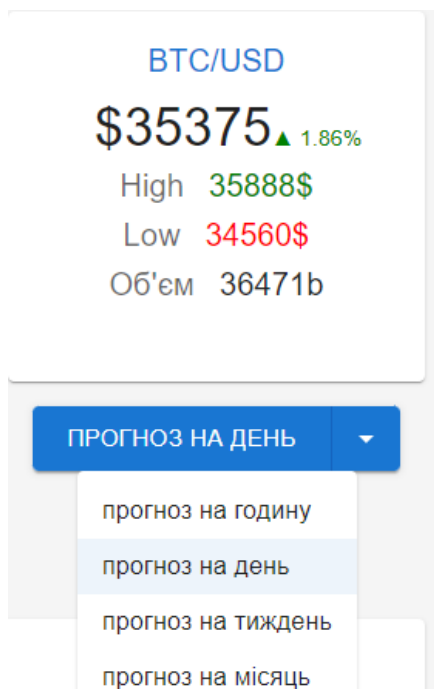 BTC/USD
$35375▲ 1.86%
High 35888$
Low 34560$
Об'єм 36471b
ПРОГНОЗ НА ДЕНЬ
прогноз на годину
прогноз на день
прогноз на тиждень
прогноз на місяць